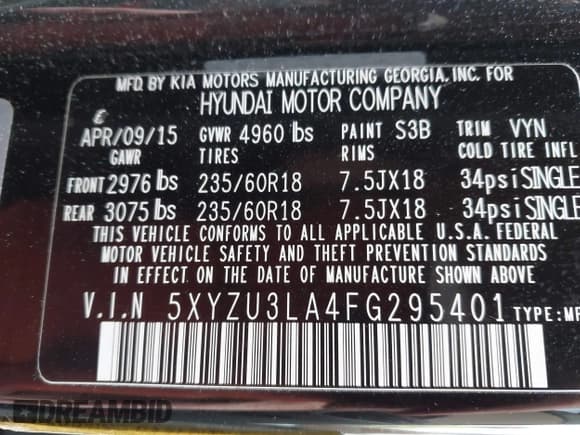 MFD. BY KIA MOTORS MANUFACTURING GEORGIA, INC. FOR
HYUNDAI MOTOR COMPANY
APR/09/15 GVWR 4960 lbs PAINT S3B TRIM VYN
GAWR TIRES RIMS COLD TIRE INFL
FRONT 2976 lbs 235/60R18 7.5JX18 34psi SINGLE
REAR 3075 lbs 235/60R18 7.5JX18 34psi SINGLE
THIS VEHICLE CONFORMS TO ALL APPLICABLE U.S.A. FEDERAL
MOTOR VEHICLE SAFETY AND THEFT PREVENTION STANDARDS
IN EFFECT ON THE DATE OF MANUFACTURE SHOWN ABOVE.
V.I.N 5XYZU3LA4FG295401 TYPE:MP
DREAMBID